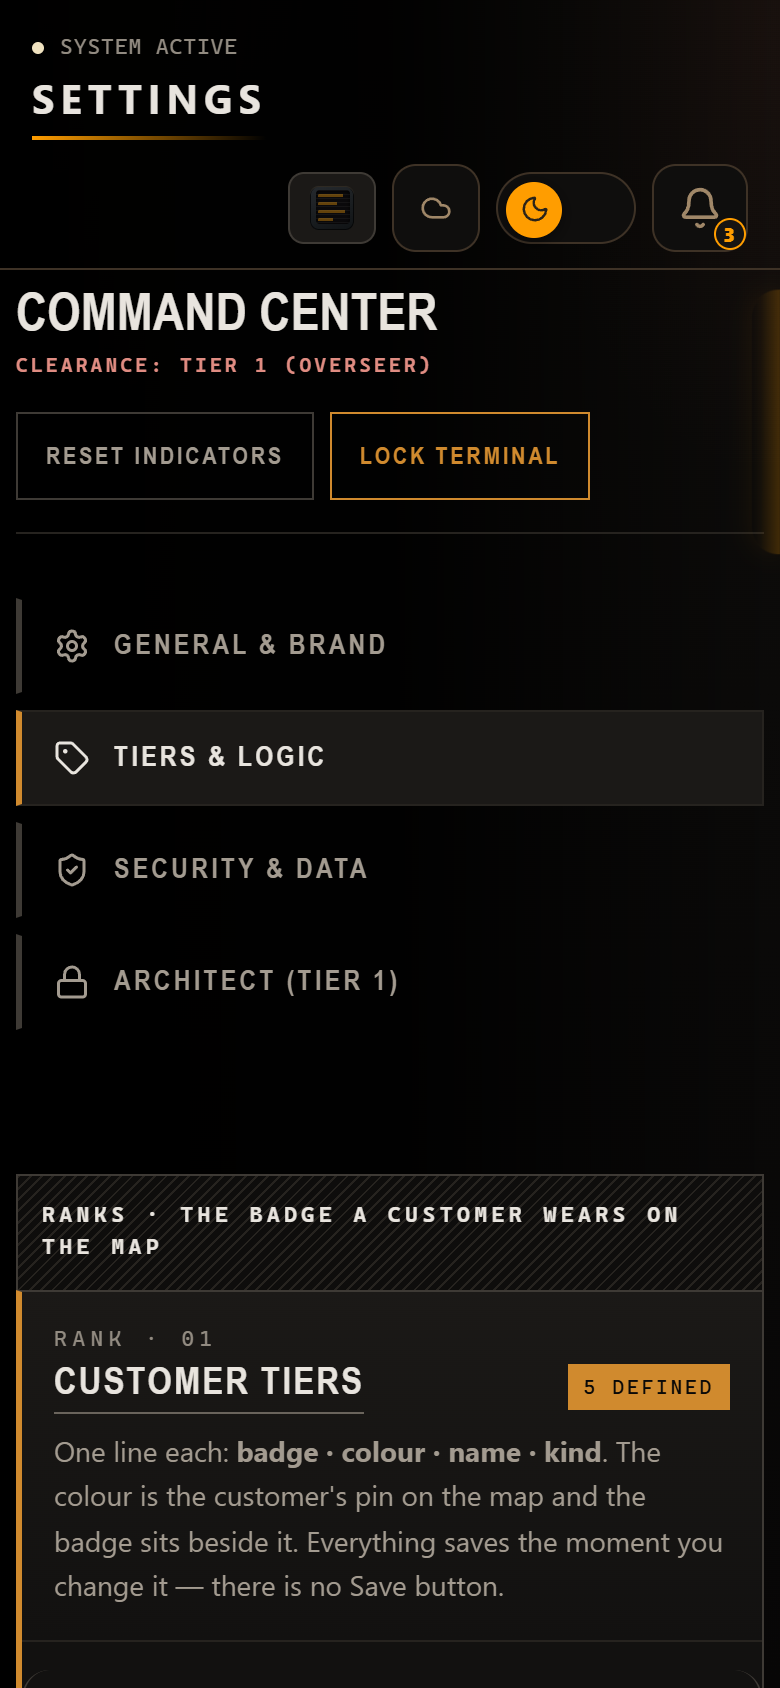 SYSTEM ACTIVE
SETTINGS
3
COMMAND CENTER
CLEARANCE: TIER 1 (OVERSEER)
RESET INDICATORS
LOCK TERMINAL
GENERAL & BRAND
TIERS & LOGIC
SECURITY & DATA
ARCHITECT (TIER 1)
RANKS · THE BADGE A CUSTOMER WEARS ON
THE MAP
RANK · 01
CUSTOMER TIERS
5 DEFINED
One line each: badge · colour · name · kind. The
colour is the customer's pin on the map and the
badge sits beside it. Everything saves the moment you
change it — there is no Save button.